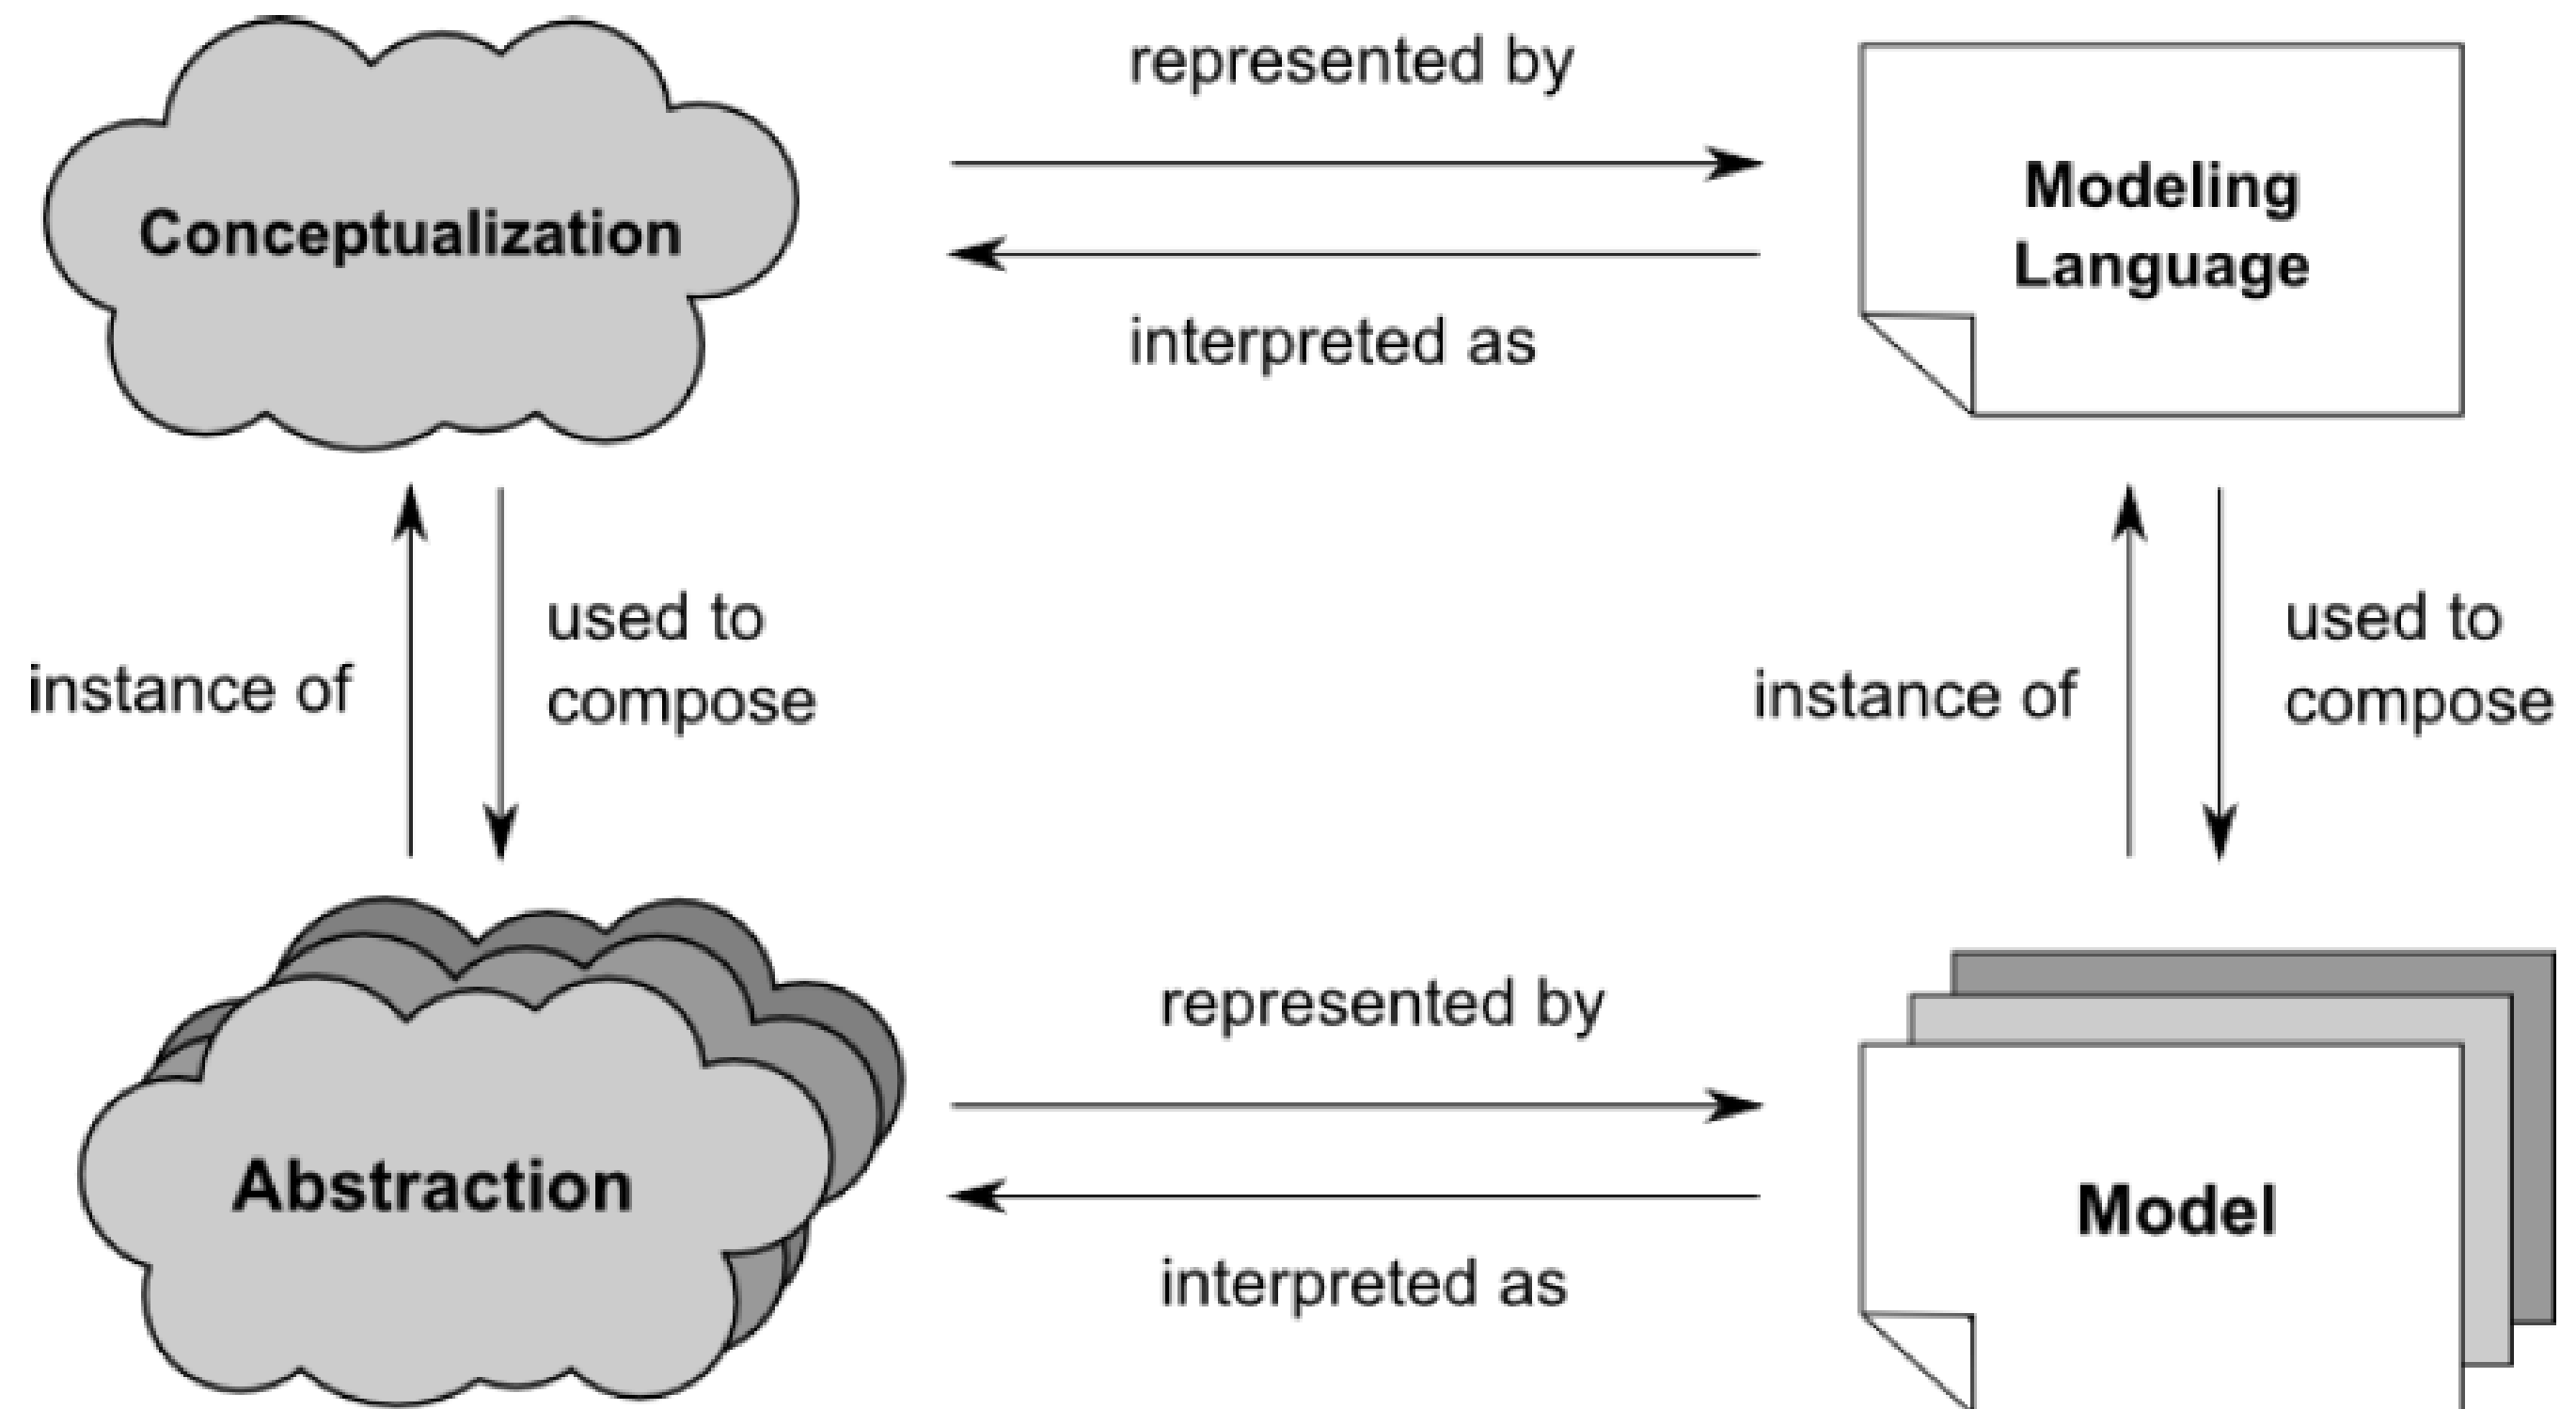 represented by
Conceptualization
Modeling
Language
interpreted as
instance of
used to
compose
instance of
used to
compose
represented by
Abstraction
Model
interpreted as